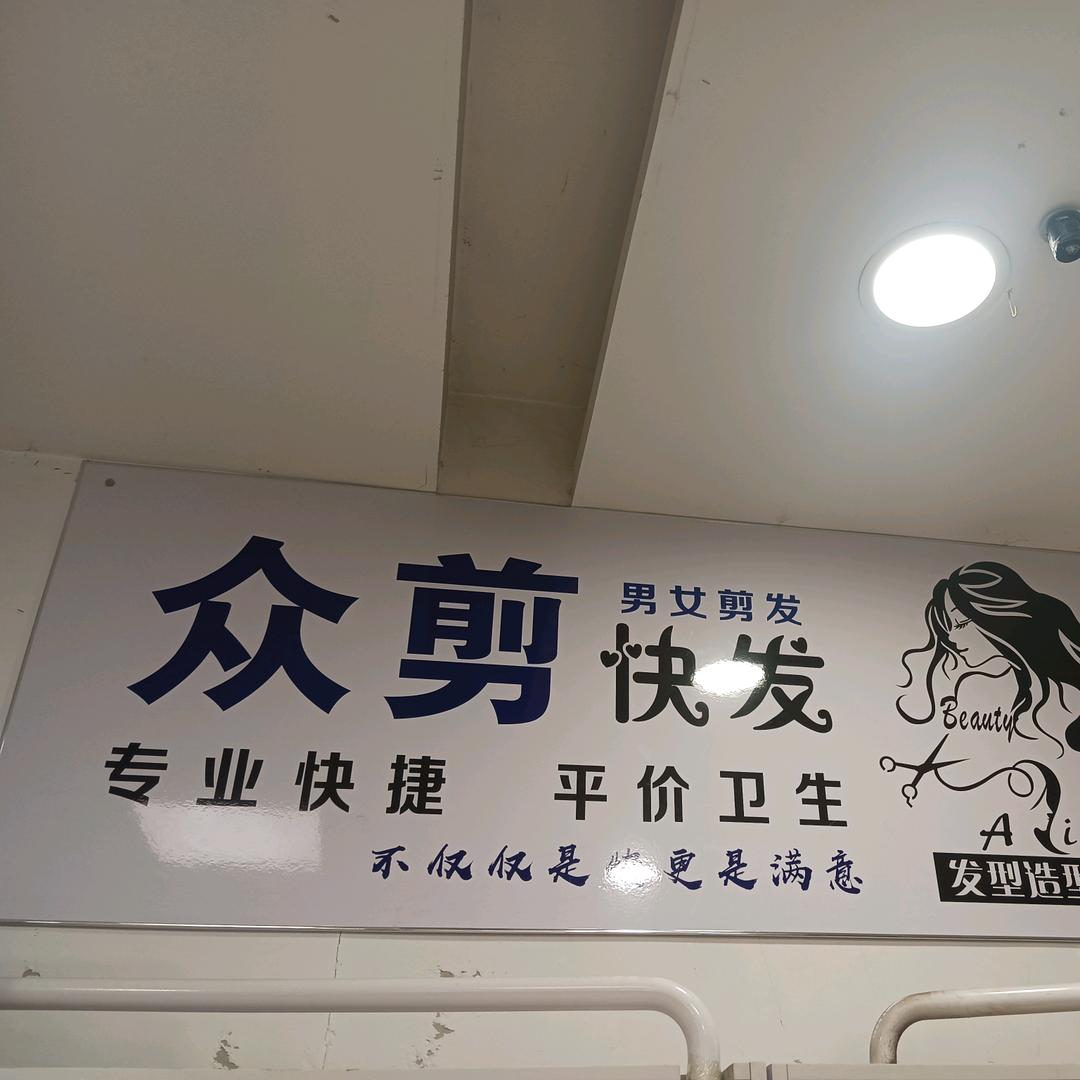 众剪
男女剪发
快发
专业快捷 平价卫生
不仅仅是 更是满意
Beauty
A
发型造型